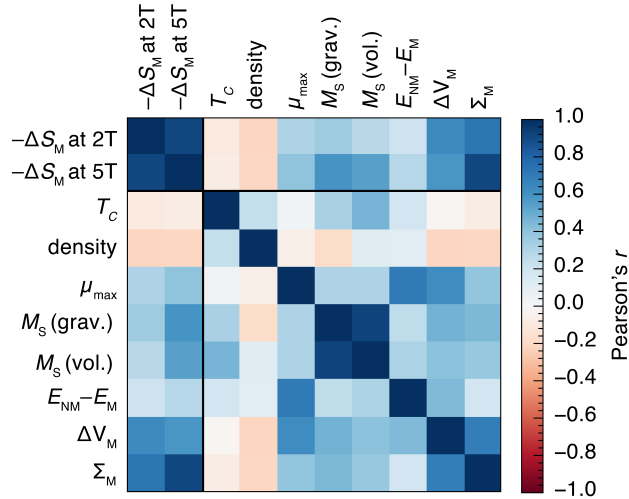 −ΔS_M at 2T
−ΔS_M at 5T
T_C
density
μ_max
M_S (grav.)
M_S (vol.)
E_NM−E_M
ΔV_M
Σ_M
−ΔS_M at 2T
−ΔS_M at 5T
T_C
density
μ_max
M_S (grav.)
M_S (vol.)
E_NM−E_M
ΔV_M
Σ_M
1.0
0.8
0.6
0.4
0.2
0.0
−0.2
−0.4
−0.6
−0.8
−1.0
Pearson's r